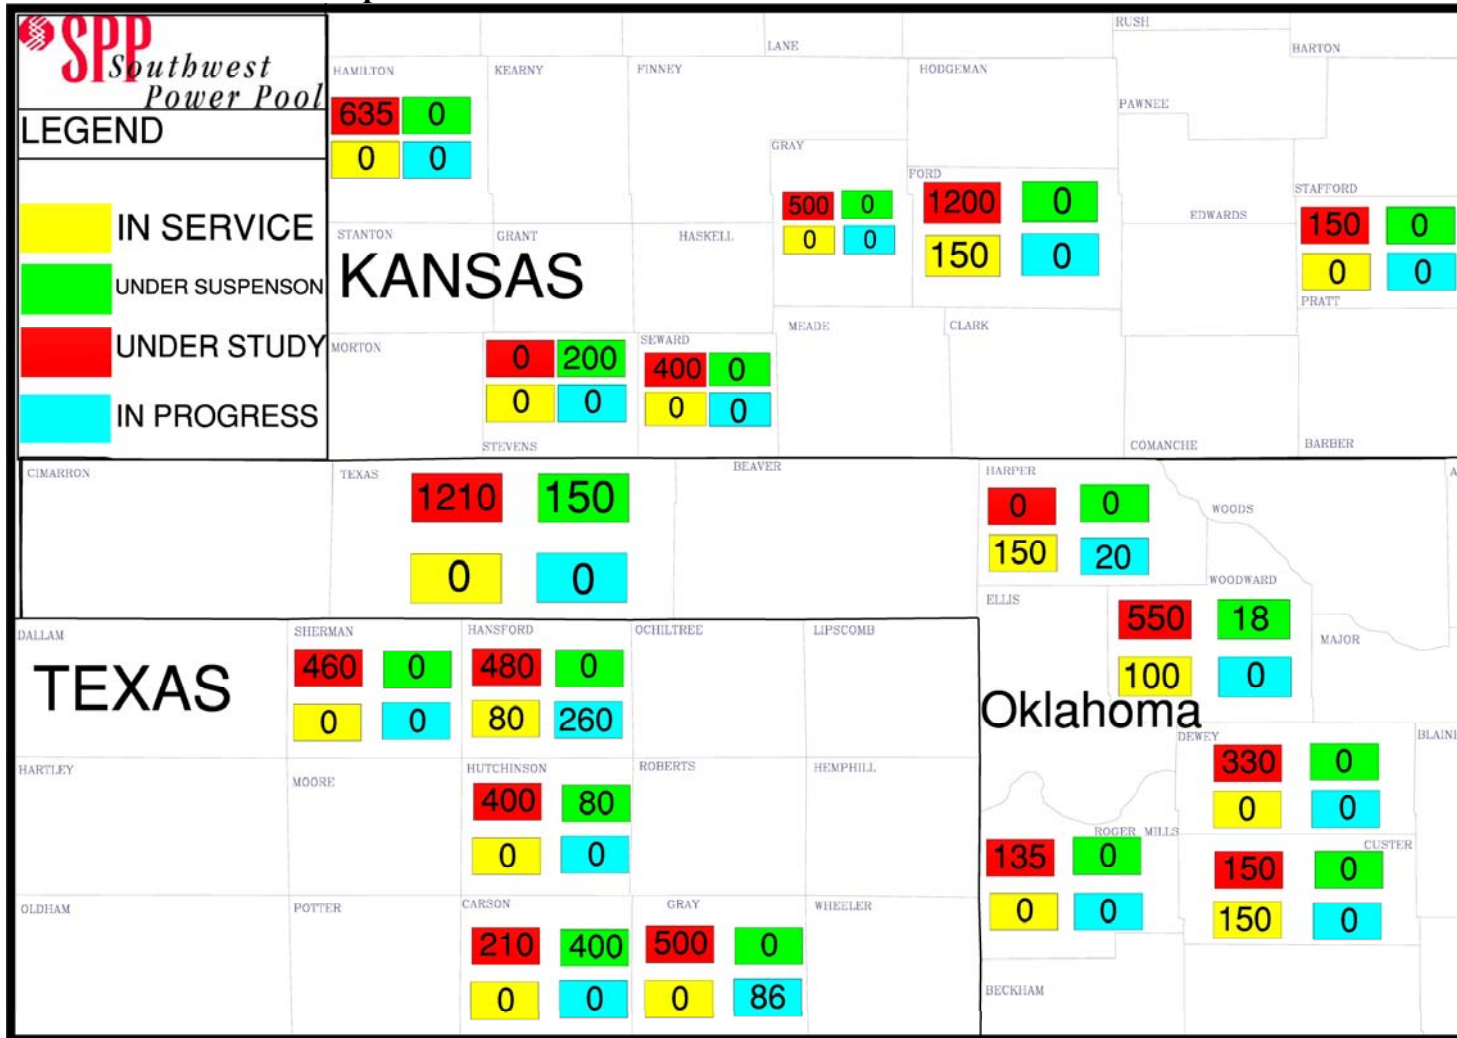 SPP
Southwest
Power Pool
LEGEND
IN SERVICE
UNDER SUSPENSON
UNDER STUDY
IN PROGRESS
RUSH
LANE
BARTON
HAMILTON
KEARNY
FINNEY
HODGEMAN
635 0
0 0
PAWNEE
GRAY
500 0
0 0
FORD
1200 0
150 0
EDWARDS
STAFFORD
150 0
0 0
PRATT
STANTON
GRANT
HASKELL
KANSAS
MORTON
0 200
0 0
STEVENS
SEWARD
400 0
0 0
MEADE
CLARK
COMANCHE
BARBER
CIMARRON
TEXAS
1210 150
0 0
BEAVER
HARPER
0 0
150 20
WOODS
A
WOODWARD
ELLIS
550 18
100 0
MAJOR
DALLAM
TEXAS
SHERMAN
460 0
0 0
HANSFORD
480 0
80 260
OCHILTREE
LIPSCOMB
Oklahoma
DEWEY
330 0
0 0
BLAINE
HARTLEY
MOORE
HUTCHINSON
400 80
0 0
ROBERTS
HEMPHILL
ROGER MILLS
135 0
0 0
CUSTER
150 0
150 0
OLDHAM
POTTER
CARSON
210 400
0 0
GRAY
500 0
0 86
WHEELER
BECKHAM